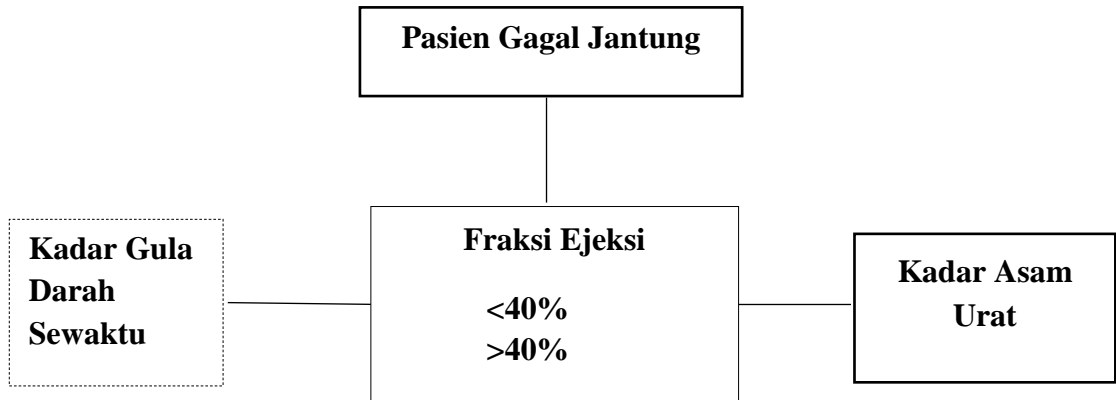 Pasien Gagal Jantung
Kadar Gula
Darah
Sewaktu
Fraksi Ejeksi
<40%
>40%
Kadar Asam
Urat